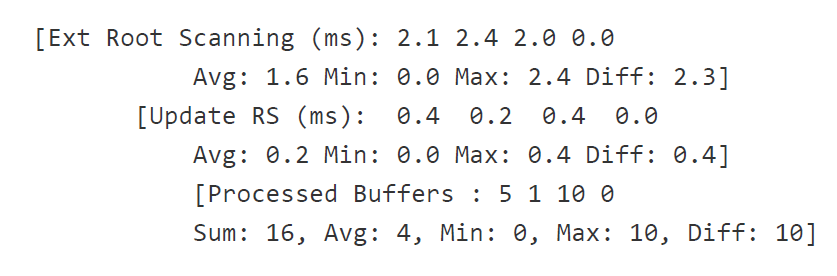 [Ext Root Scanning (ms): 2.1 2.4 2.0 0.0
Avg: 1.6 Min: 0.0 Max: 2.4 Diff: 2.3]
[Update RS (ms): 0.4 0.2 0.4 0.0
Avg: 0.2 Min: 0.0 Max: 0.4 Diff: 0.4]
[Processed Buffers : 5 1 10 0
Sum: 16, Avg: 4, Min: 0, Max: 10, Diff: 10]